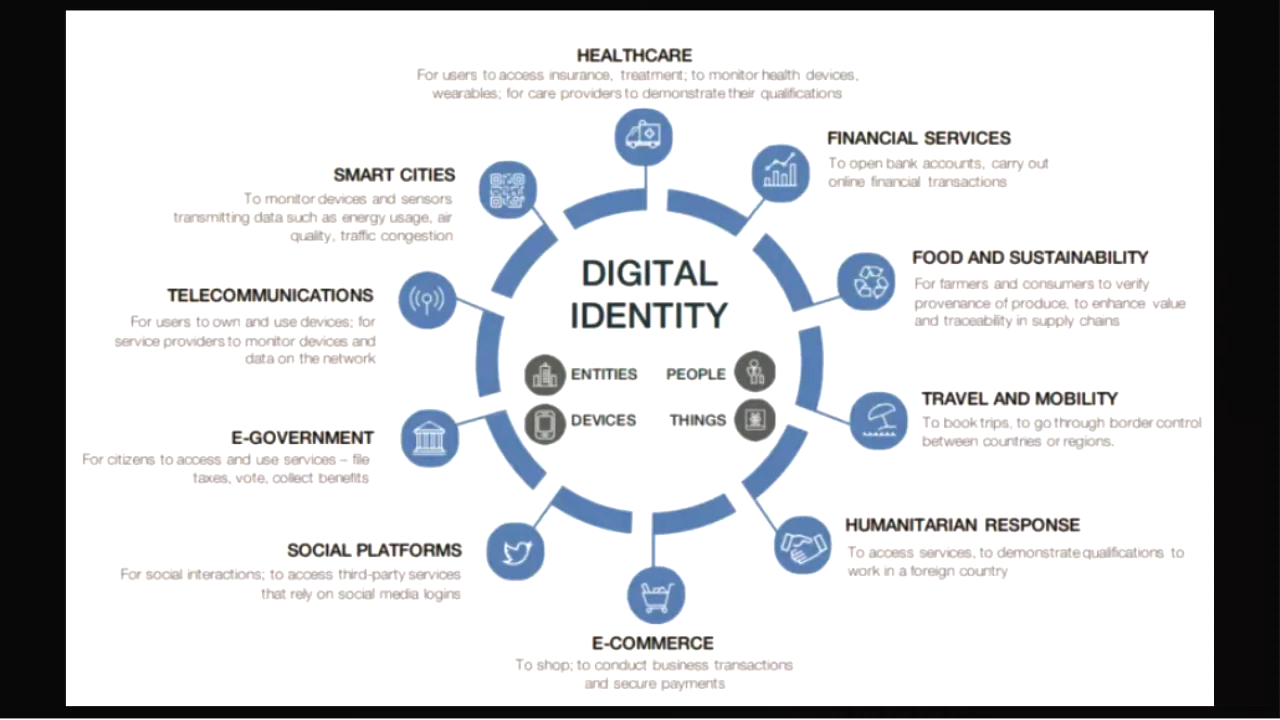 HEALTHCARE
For users to access insurance, treatment; to monitor health devices,
wearables; for care providers to demonstrate their qualifications
FINANCIAL SERVICES
To open bank accounts, carry out
online financial transactions
SMART CITIES
To monitor devices and sensors
transmitting data such as energy usage, air
quality, traffic congestion
FOOD AND SUSTAINABILITY
For farmers and consumers to verify
provenance of produce, to enhance value
and traceability in supply chains
DIGITAL
IDENTITY
TELECOMMUNICATIONS
For users to own and use devices; for
service providers to monitor devices and
data on the network
ENTITIES
PEOPLE
DEVICES
THINGS
TRAVEL AND MOBILITY
To book trips, to go through border control
between countries or regions.
E-GOVERNMENT
For citizens to access and use services – file
taxes, vote, collect benefits
HUMANITARIAN RESPONSE
To access services, to demonstrate qualifications to
work in a foreign country
SOCIAL PLATFORMS
For social interactions; to access third-party services
that rely on social media logins
E-COMMERCE
To shop; to conduct business transactions
and secure payments